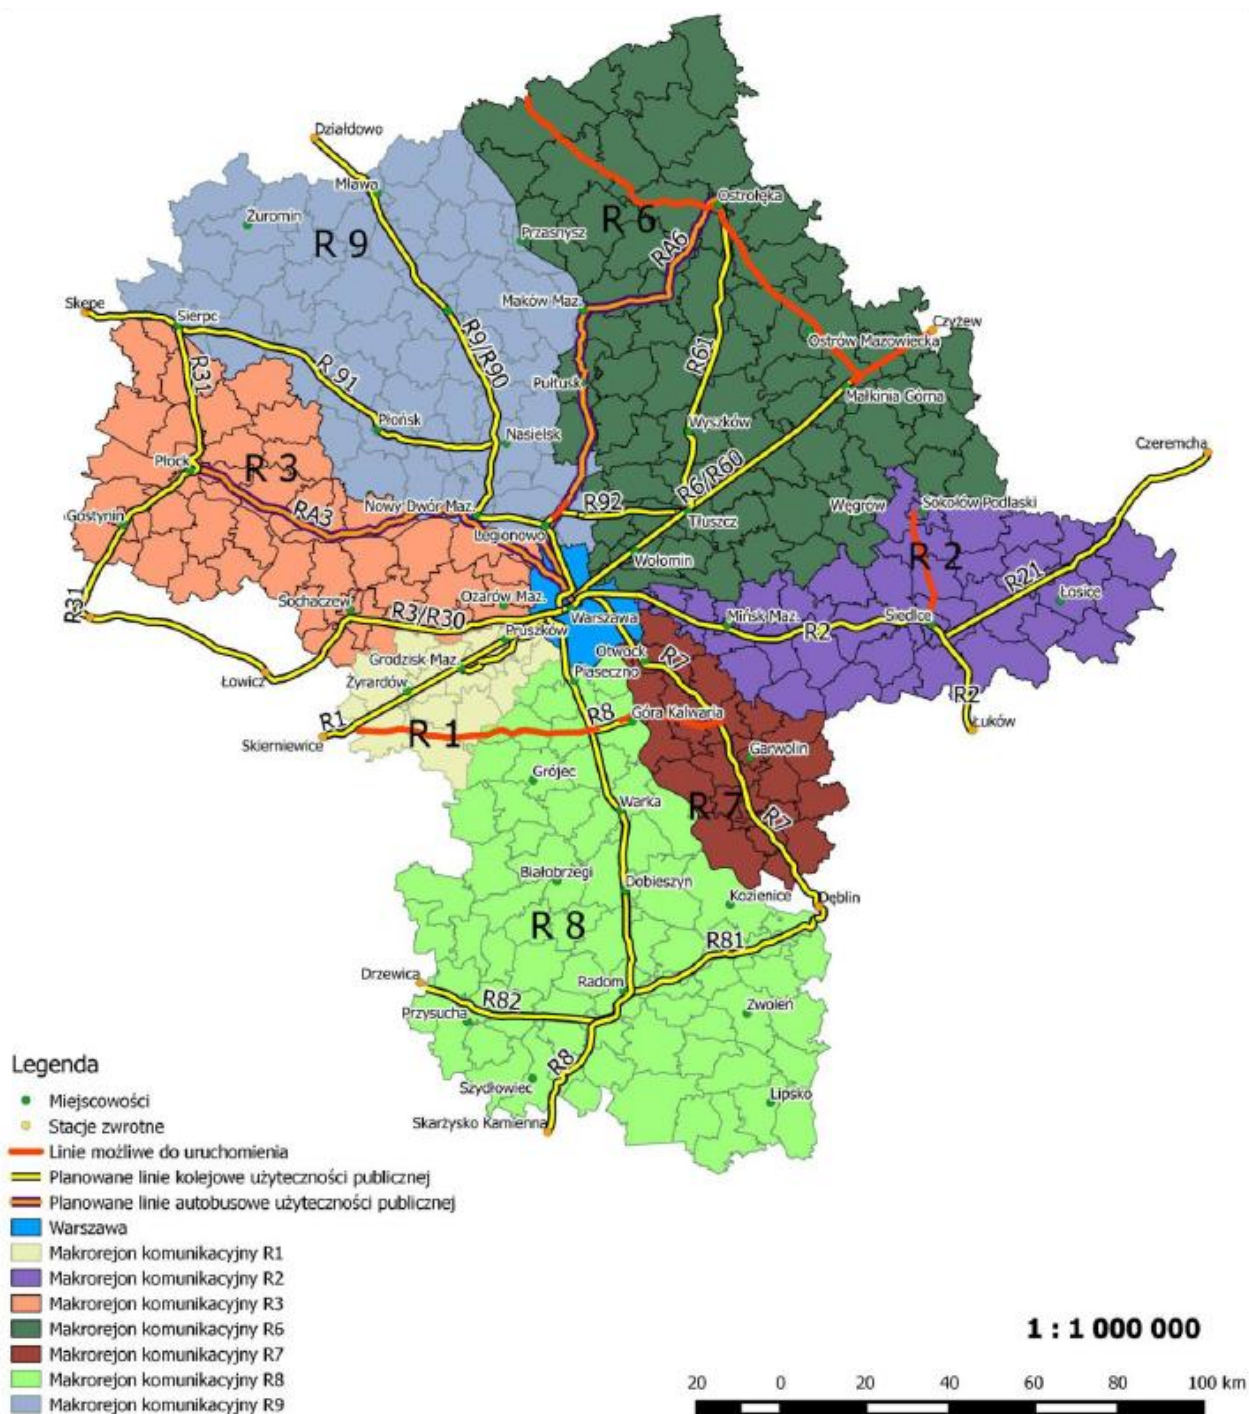 Działdowo
Mława
Żuromin
R 9
Przasnysz
Ostrołęka
R 6
RA6
Skępe
Sierpc
Maków Maz.
Czyżew
Ostrów Mazowiecka
R9/R90
R61
R31
R 91
Pułtusk
Małkinia Górna
Płońsk
Nasielsk
Wyszków
Czeremcha
Płock
R 3
R6/R60
RA3
Nowy Dwór Maz.
R92
Węgrów
Sokołów Podlaski
Gostynin
Legionowo
Tłuszcz
Wołomin
R 2
R21
R31
Sochaczew
Ożarów Maz.
R3/R30
Warszawa
Mińsk Maz.
R2
Siedlce
Łosice
Pruszków
Otwock
R7
Grodzisk Maz.
Piaseczno
Łowicz
Żyrardów
R2
Łuków
R1
R8
Góra Kalwaria
Skierniewice
R 1
Garwolin
Grójec
Warka
R 7
R7
Białobrzegi
Dobieszyn
Kozienice
Dęblin
R 8
R81
Drzewica
R82
Radom
Przysucha
Zwoleń
R8
Szydłowiec
Lipsko
Skarżysko Kamienna
Legenda
Miejscowości
Stacje zwrotne
Linie możliwe do uruchomienia
Planowane linie kolejowe użyteczności publicznej
Planowane linie autobusowe użyteczności publicznej
Warszawa
Makrorejon komunikacyjny R1
Makrorejon komunikacyjny R2
Makrorejon komunikacyjny R3
Makrorejon komunikacyjny R6
Makrorejon komunikacyjny R7
Makrorejon komunikacyjny R8
Makrorejon komunikacyjny R9
1 : 1 000 000
20 0 20 40 60 80 100 km